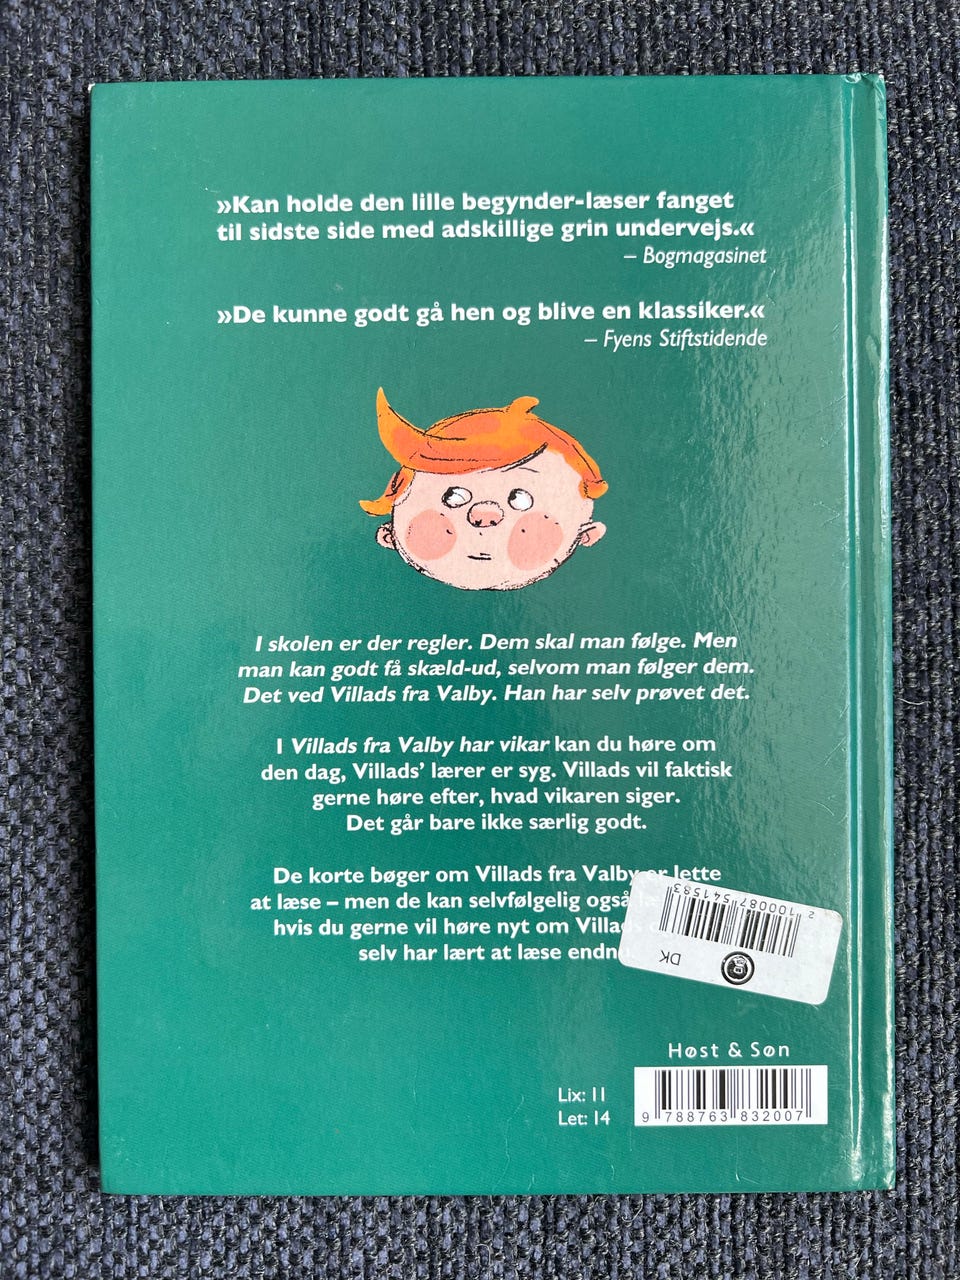 »Kan holde den lille begynder-læser fanget
til sidste side med adskillige grin undervejs.«
– Bogmagasinet
»De kunne godt gå hen og blive en klassiker.«
– Fyens Stiftstidende
I skolen er der regler. Dem skal man følge. Men
man kan godt få skæld-ud, selvom man følger dem.
Det ved Villads fra Valby. Han har selv prøvet det.
I Villads fra Valby har vikar kan du høre om
den dag, Villads’ lærer er syg. Villads vil faktisk
gerne høre efter, hvad vikaren siger.
Det går bare ikke særlig godt.
De korte bøger om Villads fra Valby er lette
at læse – men de kan selvfølgelig også
hvis du gerne vil høre nyt om Villads
selv har lært at læse
2 100087 541583
DK
Høst & Søn
Lix: 11
Let: 14
9 788763 832007